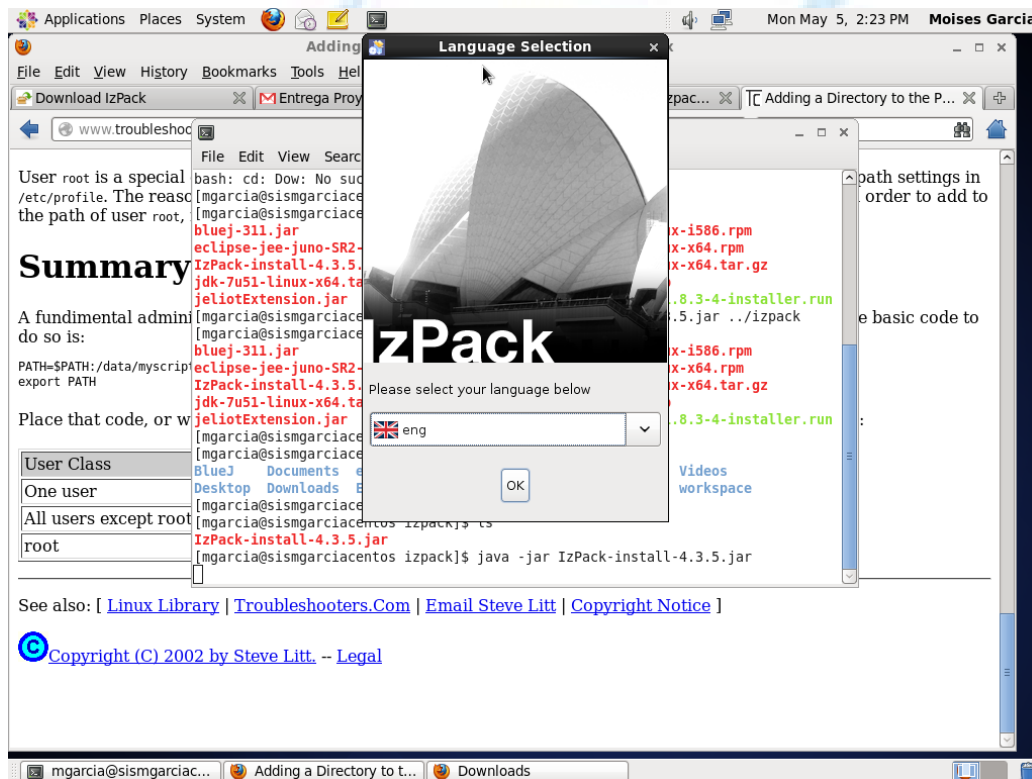 Applications Places System Mon May 5, 2:23 PM Moises Garcia
Adding
Language Selection
File Edit View History Bookmarks Tools Hel
Download IzPack
Entrega Proy
zpac...
Adding a Directory to the P...
www.troubleshoo
File Edit View Searc
User root is a special
path settings in
/etc/profile. The reaso
order to add to
the path of user root,
bash: cd: Dow: No suc
[mgarcia@sismgarciace
[mgarcia@sismgarciace
bluej-311.jar
x-i586.rpm
eclipse-jee-juno-SR2-
x-x64.rpm
IzPack-install-4.3.5.
x-x64.tar.gz
jdk-7u51-linux-x64.ta
jeliotExtension.jar
.8.3-4-installer.run
[mgarcia@sismgarciace
.5.jar ../izpack
[mgarcia@sismgarciace
bluej-311.jar
x-i586.rpm
eclipse-jee-juno-SR2-
x-x64.rpm
IzPack-install-4.3.5.
x-x64.tar.gz
jdk-7u51-linux-x64.ta
jeliotExtension.jar
.8.3-4-installer.run
[mgarcia@sismgarciace
[mgarcia@sismgarciace
BlueJ Documents e
Videos
Desktop Downloads E
workspace
[mgarcia@sismgarciace
[mgarcia@sismgarciacentos izpack]$ ls
IzPack-install-4.3.5.jar
[mgarcia@sismgarciacentos izpack]$ java -jar IzPack-install-4.3.5.jar
IzPack
Please select your language below
eng
OK
Summary
A fundimental admini
e basic code to
do so is:
PATH=$PATH:/data/myscript
export PATH
Place that code, or w
:
User Class
One user
All users except root
root
See also: [ Linux Library | Troubleshooters.Com | Email Steve Litt | Copyright Notice ]
Copyright (C) 2002 by Steve Litt. -- Legal
mgarcia@sismgarciac...
Adding a Directory to t...
Downloads